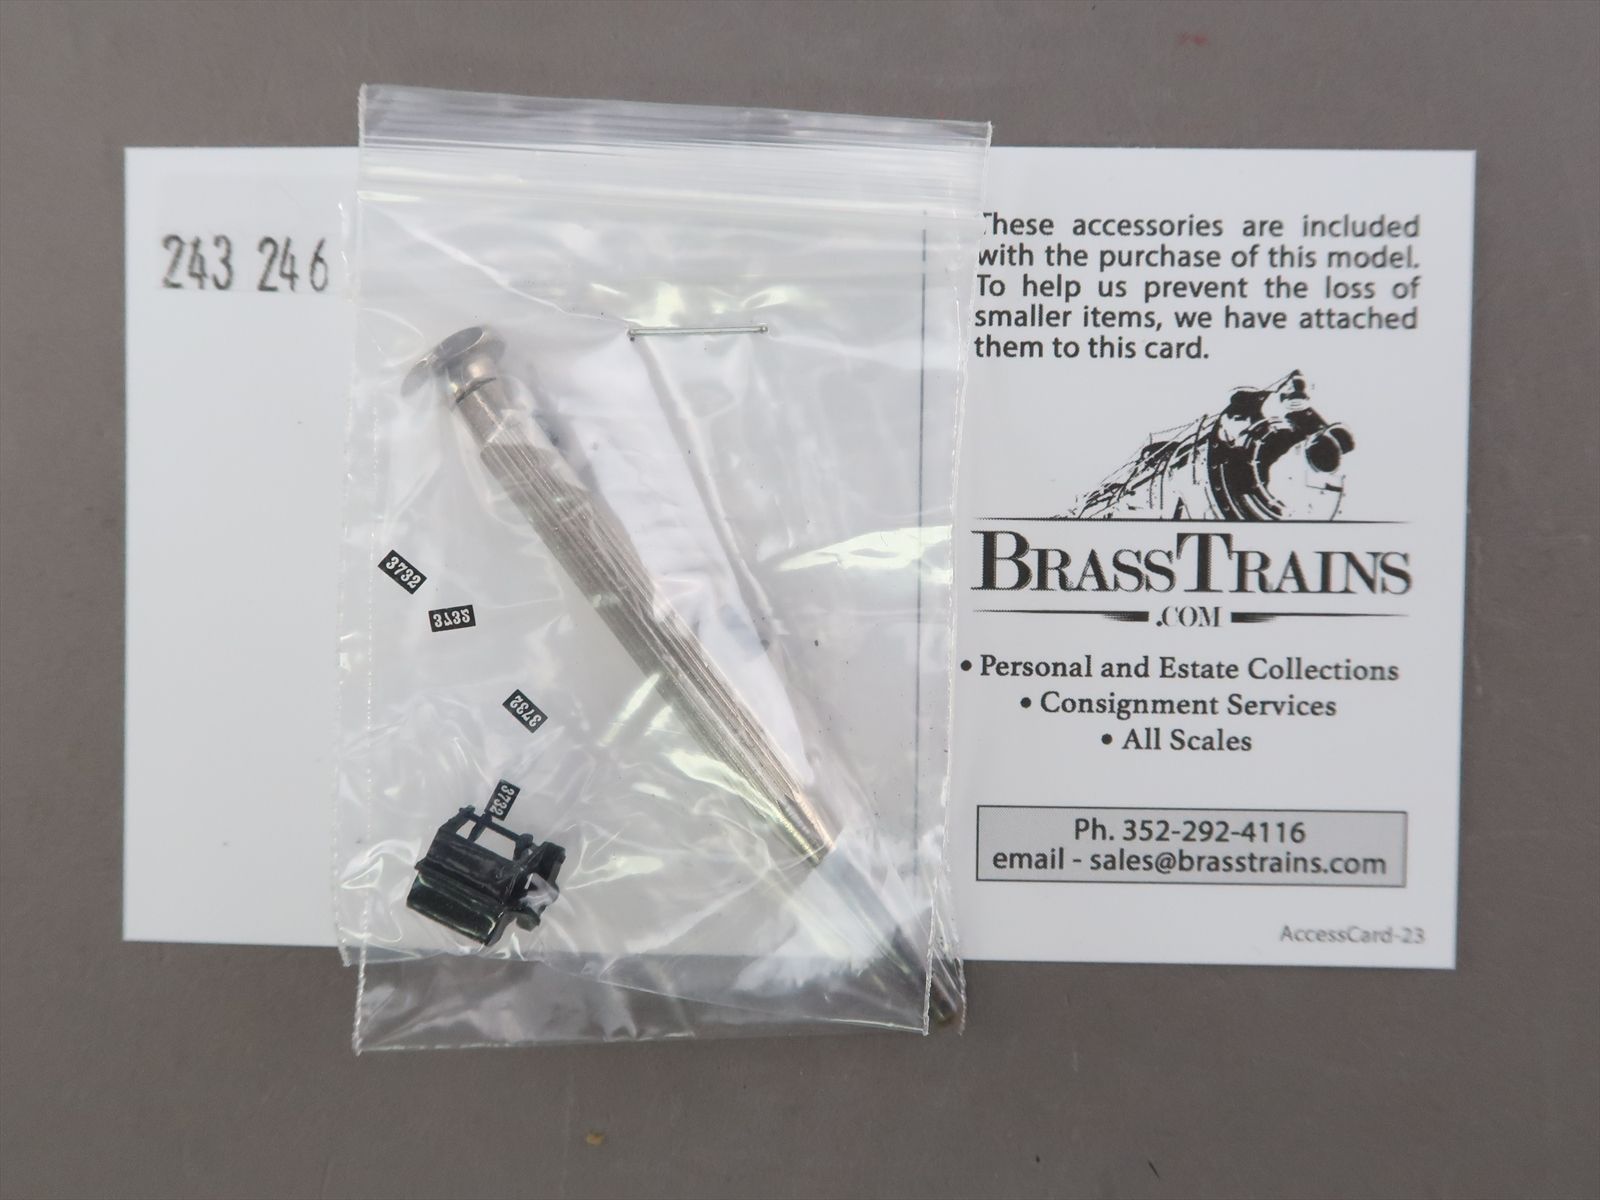 243 246
These accessories are included
with the purchase of this model.
To help us prevent the loss of
smaller items, we have attached
them to this card.
BRASSTRAINS
.COM
• Personal and Estate Collections
• Consignment Services
• All Scales
Ph. 352-292-4116
email - sales@brasstrains.com
AccessCard-23
3732
3732
3732
3732